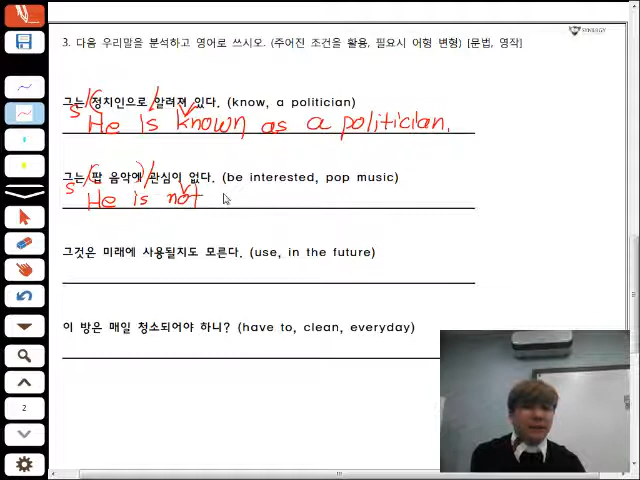 SYNERGY
3. 다음 우리말을 분석하고 영어로 쓰시오. (주어진 조건을 활용, 필요시 어형 변형) [문법, 영작]
그는 정치인으로 알려져 있다. (know, a politician)
S He is known as a politician.
그는 팝 음악에 관심이 없다. (be interested, pop music)
S He is not
그것은 미래에 사용될지도 모른다. (use, in the future)
이 방은 매일 청소되어야 하니? (have to, clean, everyday)
2